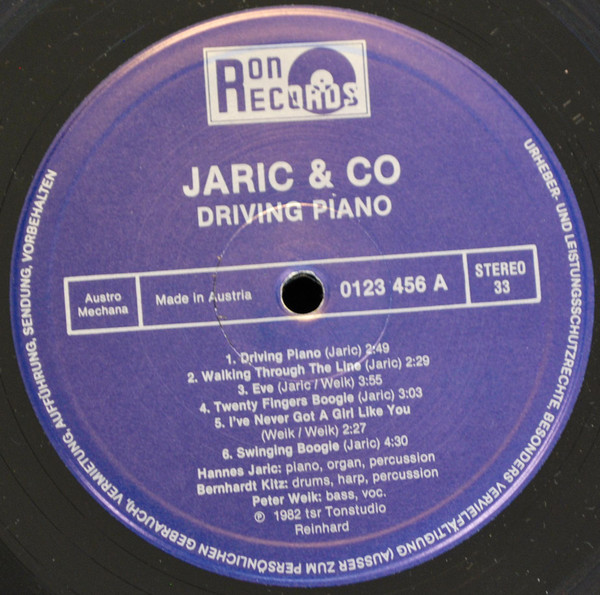 RON
RECORDS
JARIC & CO
DRIVING PIANO
Austro
Mechana
Made in Austria
0123 456 A
STEREO
33
1. Driving Piano (Jaric) 2:49
2. Walking Through The Line (Jaric) 2:29
3. Eve (Jaric / Weik) 3:55
4. Twenty Fingers Boogie (Jaric) 3:03
5. I've Never Got A Girl Like You
(Weik / Weik) 2:27
6. Swinging Boogie (Jaric) 4:30
Hannes Jaric: piano, organ, percussion
Bernhardt Kitz: drums, harp, percussion
Peter Weik: bass, voc.
℗ 1982 tsr Tonstudio
Reinhard
URHEBER- UND LEISTUNGSSCHUTZRECHTE, BESONDERS VERVIELFÄLTIGUNG (AUSSER ZUM PERSÖNLICHEN GEBRAUCH), VERMIETUNG, AUFFÜHRUNG, SENDUNG, VORBEHALTEN